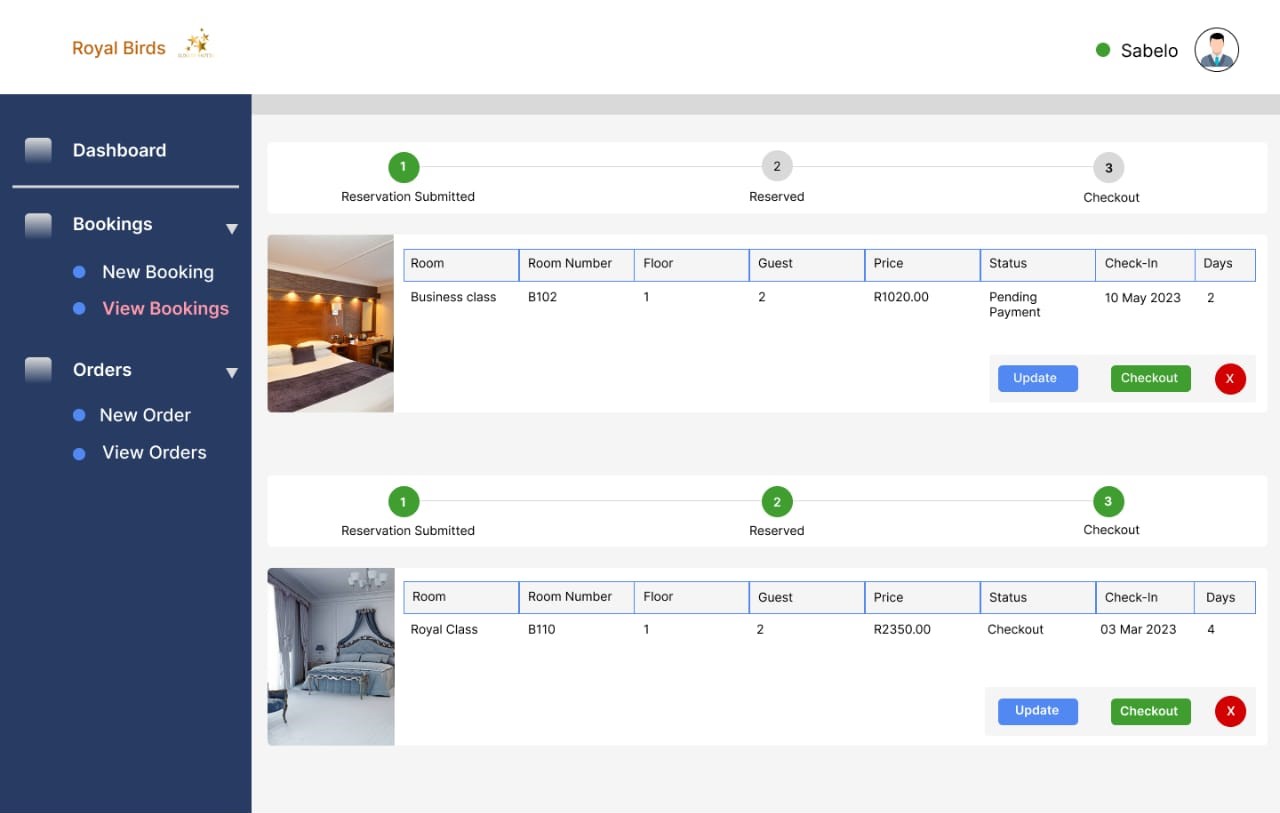 Royal Birds
Sabelo
Dashboard
Bookings
New Booking
View Bookings
Orders
New Order
View Orders
1 2 3
Reservation Submitted Reserved Checkout
Room Room Number Floor Guest Price Status Check-In Days
Business class B102 1 2 R1020.00 Pending 10 May 2023 2
Payment
Update Checkout X
1 2 3
Reservation Submitted Reserved Checkout
Room Room Number Floor Guest Price Status Check-In Days
Royal Class B110 1 2 R2350.00 Checkout 03 Mar 2023 4
Update Checkout X